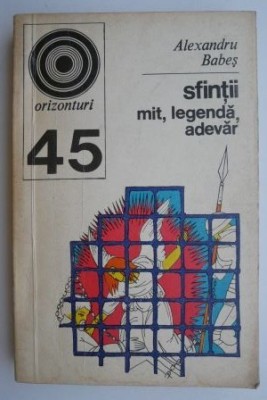 orizonturi
45
Alexandru
Babeş
sfinţii
mit, legendă,
adevăr